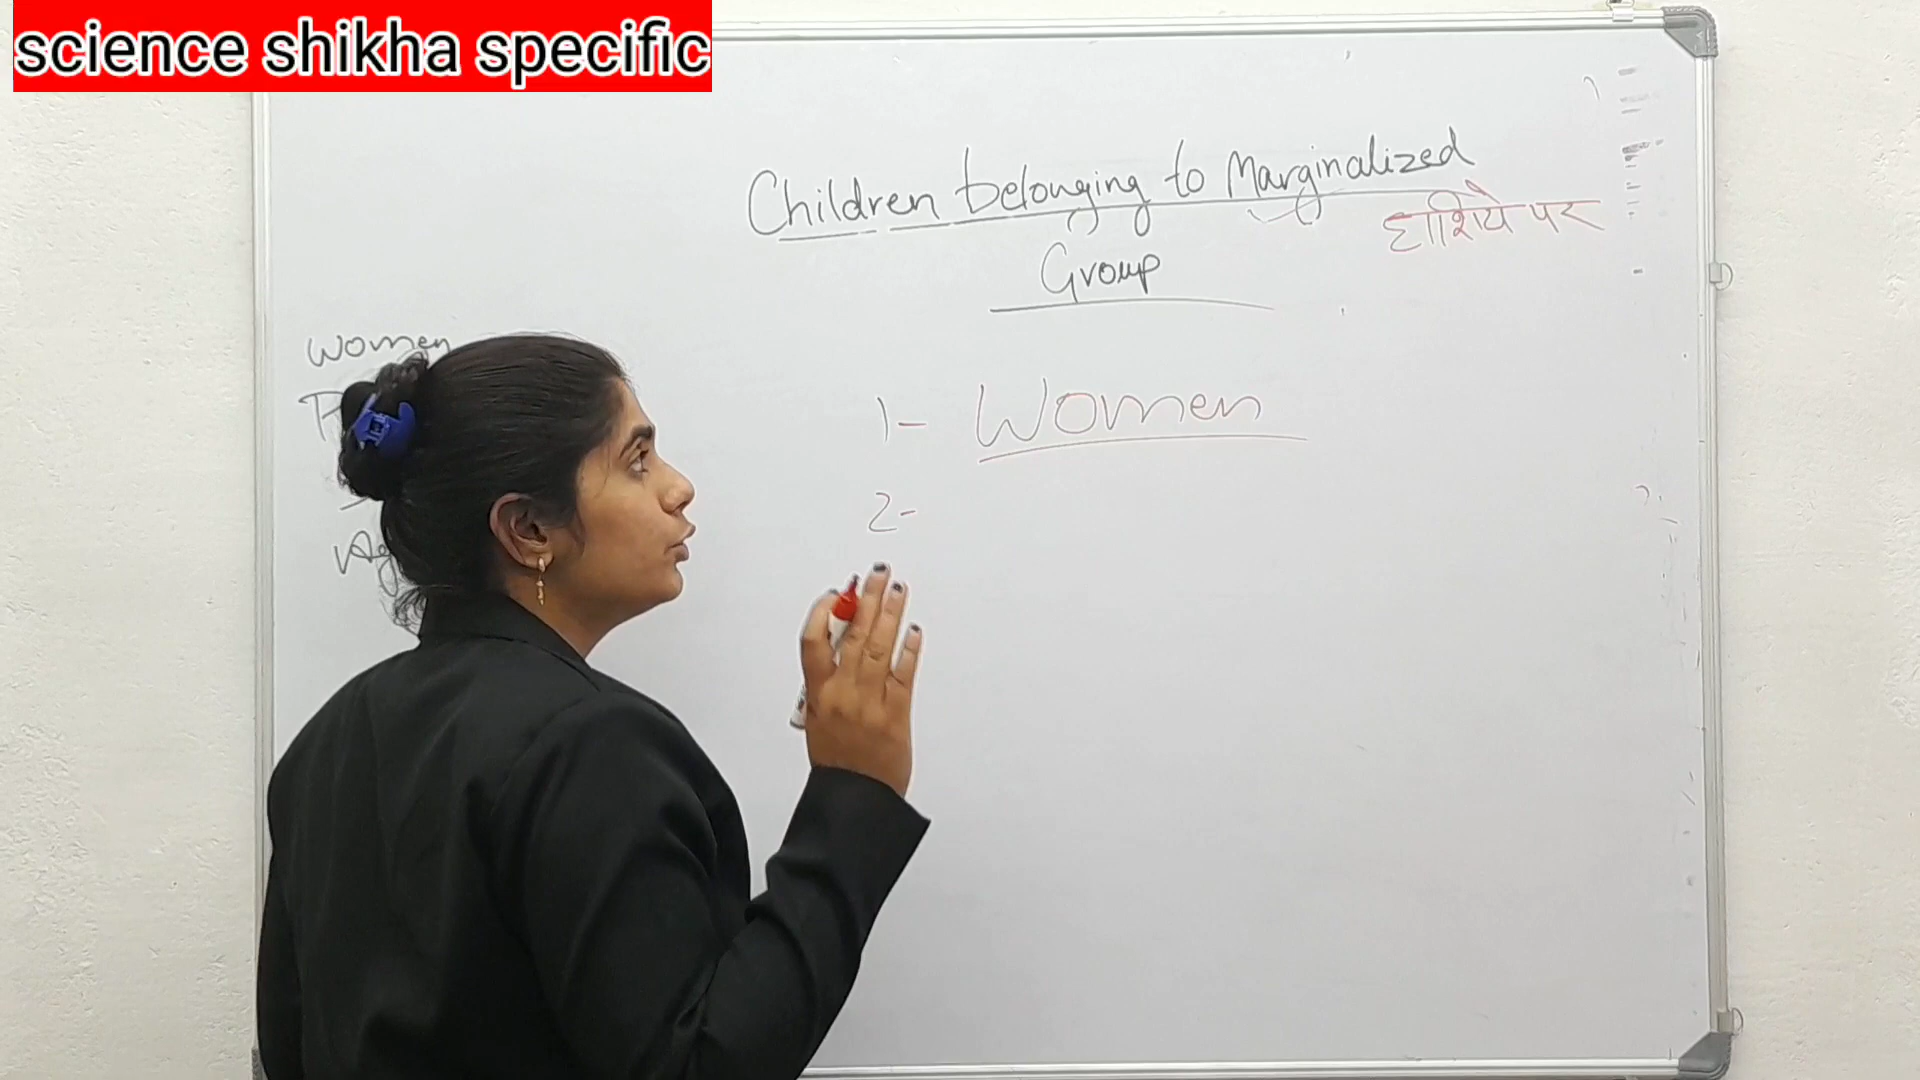 science shikha specific
Children belonging to Marginalized
हाशिये पर
Group
Women
1- Women
2-